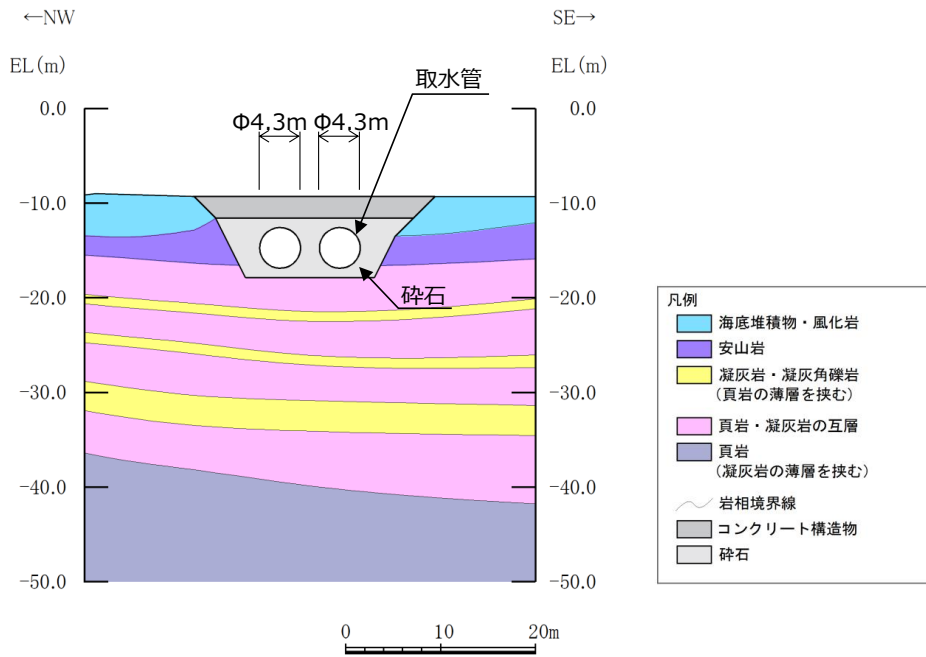 ←NW
SE→
EL(m)
EL(m)
取水管
0.0
0.0
Φ4,3m
Φ4,3m
-10.0
-10.0
砕石
-20.0
-20.0
-30.0
-30.0
-40.0
-40.0
-50.0
-50.0
凡例
海底堆積物・風化岩
安山岩
凝灰岩・凝灰角礫岩
(頁岩の薄層を挟む)
頁岩・凝灰岩の互層
頁岩
(凝灰岩の薄層を挟む)
岩相境界線
コンクリート構造物
砕石
0 10 20m